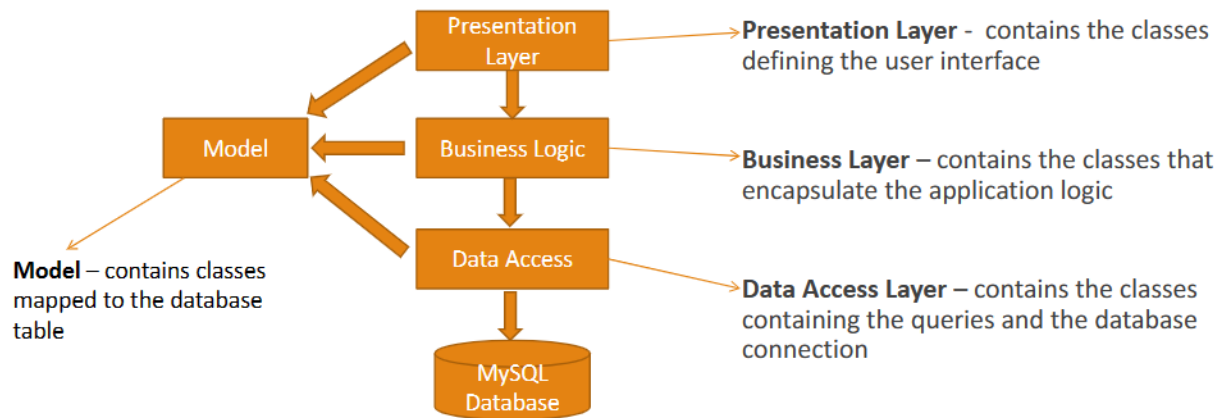 Presentation
Layer
Presentation Layer -  contains the classes
defining the user interface
Model
Business Logic
Business Layer – contains the classes that
encapsulate the application logic
Data Access
Model – contains classes
mapped to the database
table
Data Access Layer – contains the classes
containing the queries and the database
connection
MySQL
Database